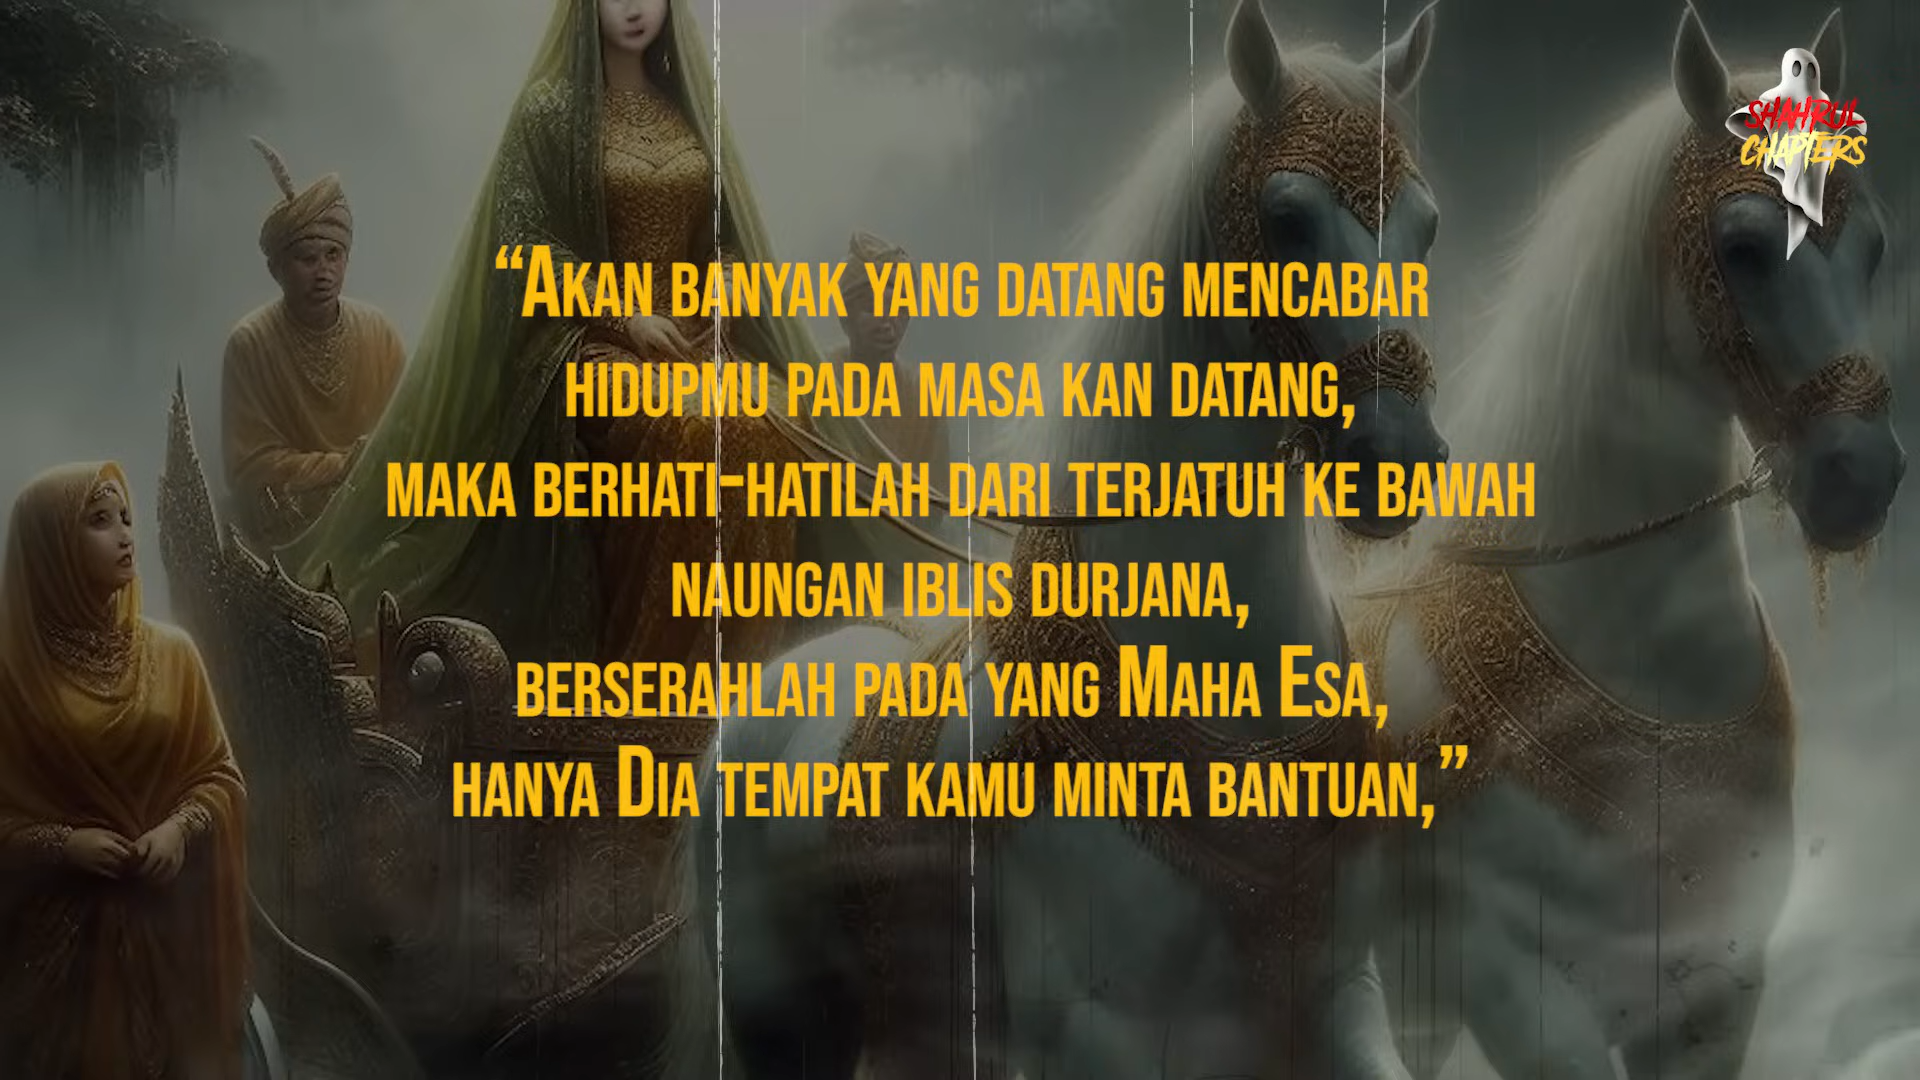 SHAHRUL
CHAPTERS
“Akan banyak yang datang mencabar
hidupmu pada masa kan datang,
maka berhati-hatilah dari terjatuh ke bawah
naungan iblis durjana,
berserahlah pada yang Maha Esa,
hanya Dia tempat kamu minta bantuan,”